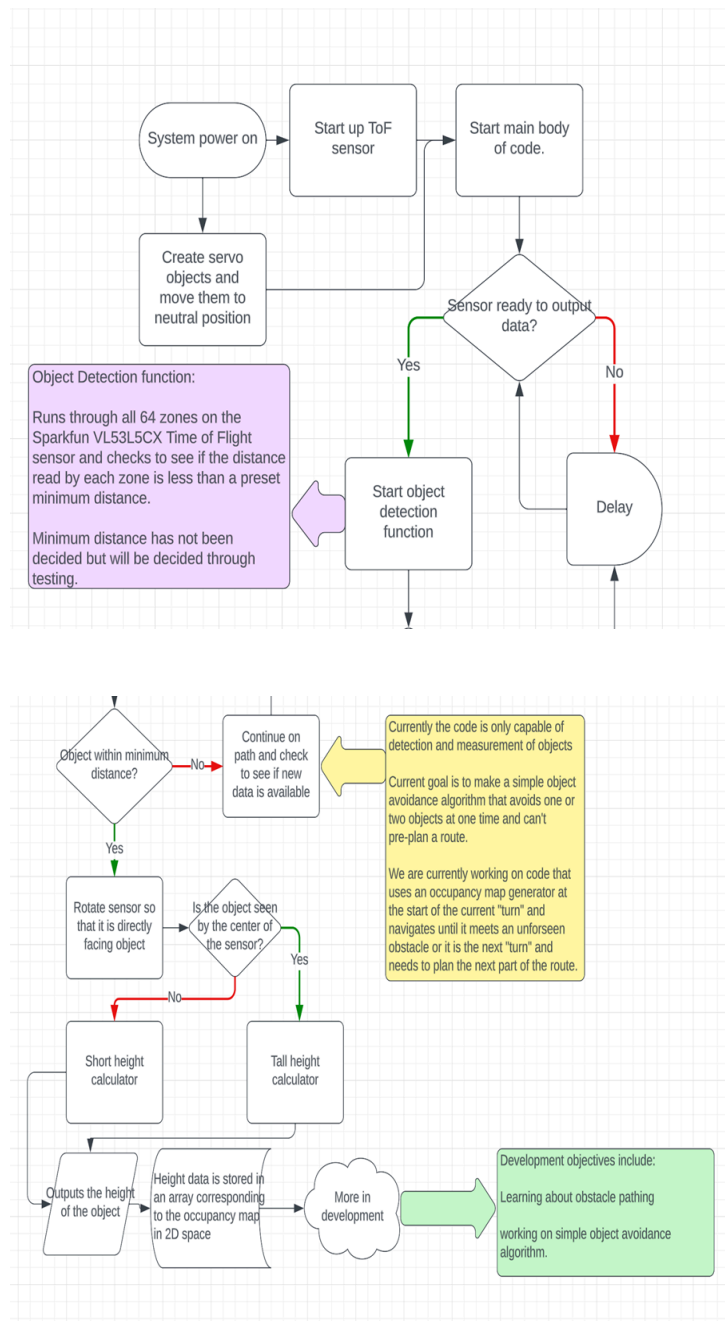 System power on
Start up ToF
sensor
Start main body
of code.
Create servo
objects and
move them to
neutral position
Sensor ready to output
data?
Yes
No
Object Detection function:
Runs through all 64 zones on the
Sparkfun VL53L5CX Time of Flight
sensor and checks to see if the distance
read by each zone is less than a preset
minimum distance.
Minimum distance has not been
decided but will be decided through
testing.
Start object
detection
function
Delay
Object within minimum
distance?
No
Continue on
path and check
to see if new
data is available
Currently the code is only capable of
detection and measurement of objects
Current goal is to make a simple object
avoidance algorithm that avoids one or
two objects at one time and can't
pre-plan a route.
We are currently working on code that
uses an occupancy map generator at
the start of the current "turn" and
navigates until it meets an unforseen
obstacle or it is the next "turn" and
needs to plan the next part of the route.
Yes
Rotate sensor so
that it is directly
facing object
Is the object seen
by the center of
the sensor?
Yes
No
Short height
calculator
Tall height
calculator
Outputs the height
of the object
Height data is stored in
an array corresponding
to the occupancy map
in 2D space
More in
development
Development objectives include:
Learning about obstacle pathing
working on simple object avoidance
algorithm.